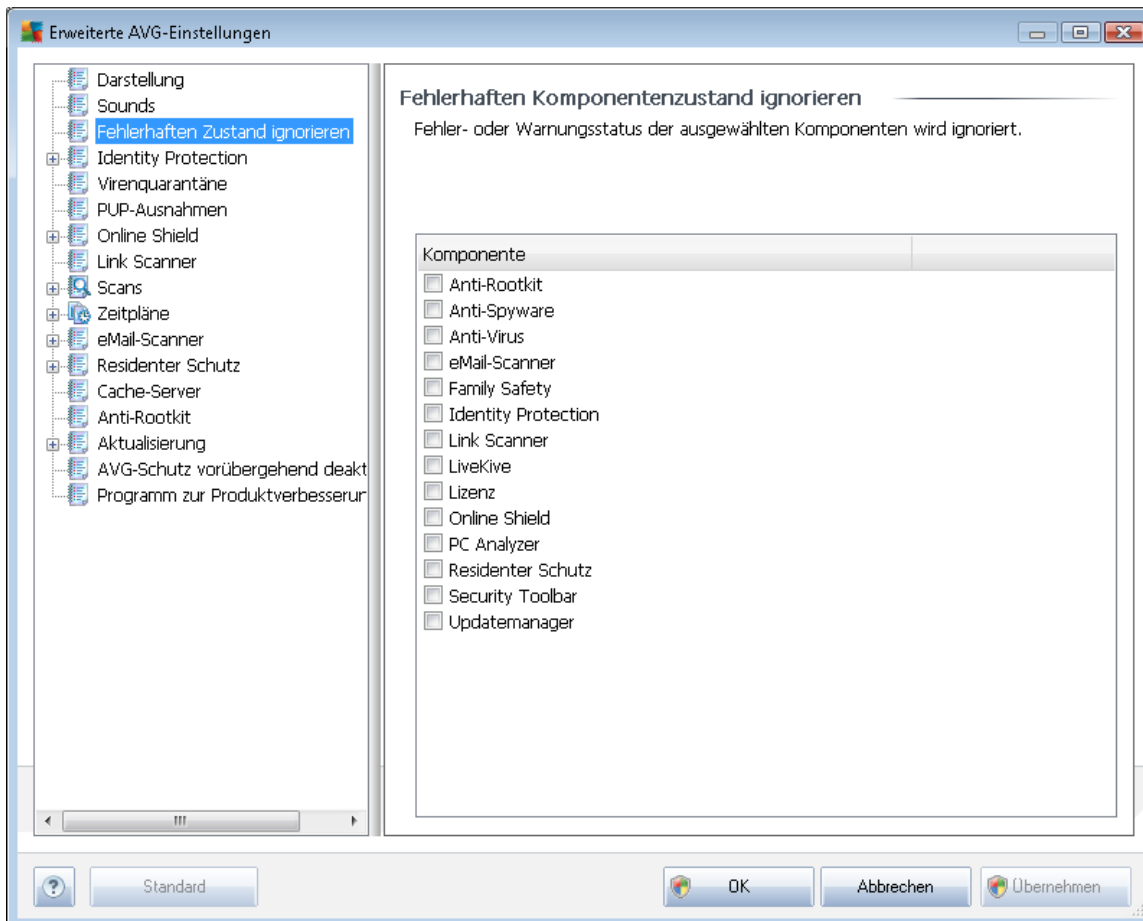 Erweiterte AVG-Einstellungen
Darstellung
Sounds
Fehlerhaften Zustand ignorieren
Identity Protection
Virenquarantäne
PUP-Ausnahmen
Online Shield
Link Scanner
Scans
Zeitpläne
eMail-Scanner
Residenter Schutz
Cache-Server
Anti-Rootkit
Aktualisierung
AVG-Schutz vorübergehend deakt
Programm zur Produktverbesserur
Fehlerhaften Komponentenzustand ignorieren
Fehler- oder Warnungsstatus der ausgewählten Komponenten wird ignoriert.
Komponente
Anti-Rootkit
Anti-Spyware
Anti-Virus
eMail-Scanner
Family Safety
Identity Protection
Link Scanner
LiveKive
Lizenz
Online Shield
PC Analyzer
Residenter Schutz
Security Toolbar
Updatemanager
?
Standard
OK
Abbrechen
Übernehmen